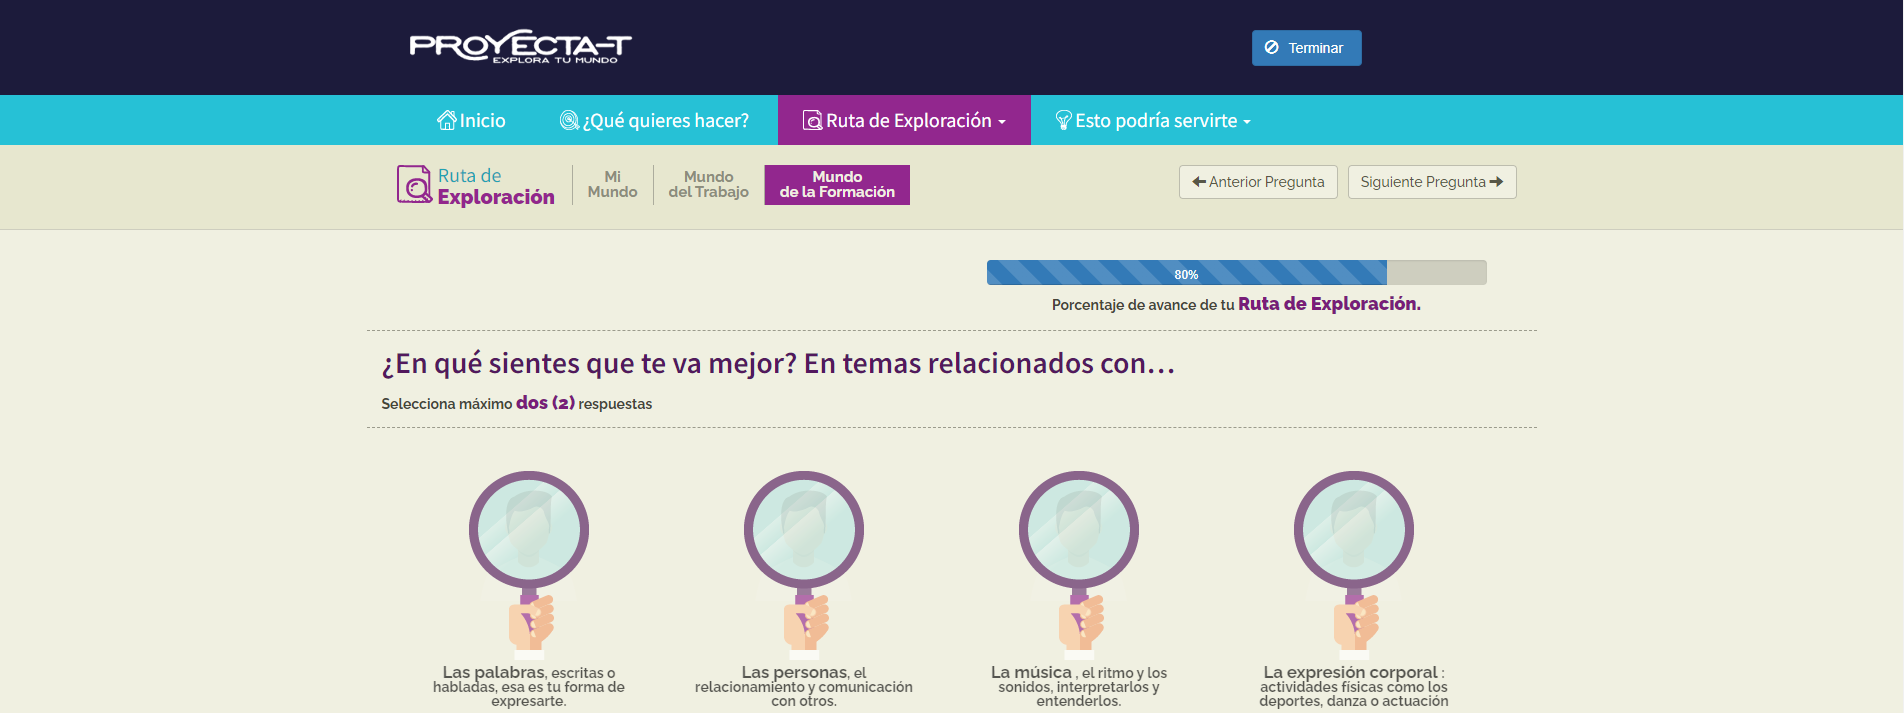 PROYECTA-T
EXPLORA TU MUNDO
Terminar
Inicio
¿Qué quieres hacer?
Ruta de Exploración
Esto podría servirte
Ruta de
Exploración
Mi
Mundo
Mundo
del Trabajo
Mundo
de la Formación
Anterior Pregunta
Siguiente Pregunta
80%
Porcentaje de avance de tu Ruta de Exploración.
¿En qué sientes que te va mejor? En temas relacionados con...
Selecciona máximo dos (2) respuestas
Las palabras, escritas o
habladas, esa es tu forma de
expresarte.
Las personas, el
relacionamiento y comunicación
con otros.
La música , el ritmo y los
sonidos, interpretarlos y
entenderlos.
La expresión corporal :
actividades físicas como los
deportes, danza o actuación